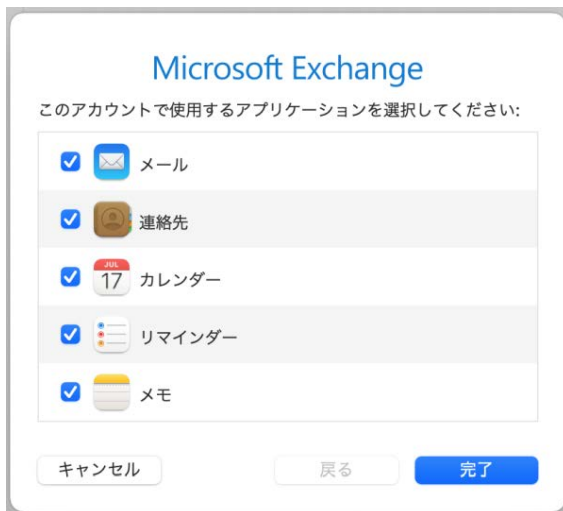 Microsoft Exchange
このアカウントで使用するアプリケーションを選択してください:
メール
連絡先
JUL
17
カレンダー
リマインダー
メモ
キャンセル
戻る
完了